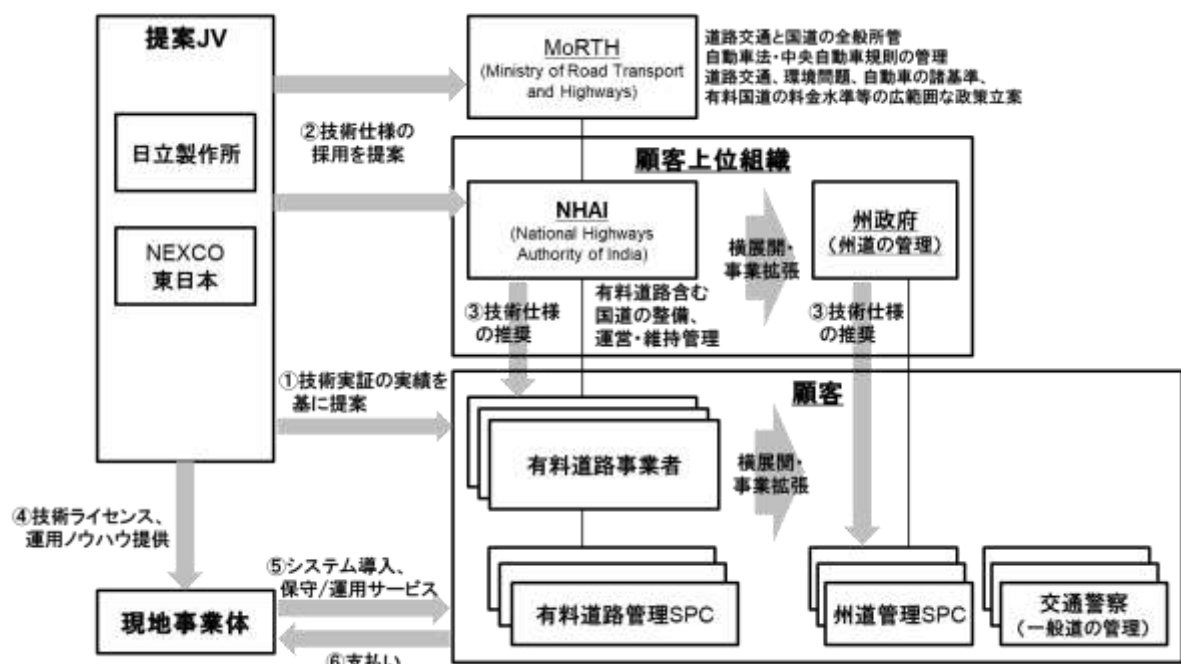 提案JV
日立製作所
NEXCO
東日本
MoRTH
(Ministry of Road Transport
and Highways)
道路交通と国道の全般所管
自動車法・中央自動車規則の管理
道路交通、環境問題、自動車の諸基準、
有料国道の料金水準等の広範囲な政策立案
②技術仕様の
採用を提案
顧客上位組織
NHAI
(National Highways
Authority of India)
横展開・
事業拡張
州政府
(州道の管理)
③技術仕様
の推奨
有料道路含む
国道の整備、
運営・維持管理
③技術仕様
の推奨
①技術実証の実績を
基に提案
顧客
有料道路事業者
横展開・
事業拡張
④技術ライセンス、
運用ノウハウ提供
⑤システム導入、
保守/運用サービス
現地事業体
有料道路管理SPC
州道管理SPC
交通警察
(一般道の管理)
⑥支払い